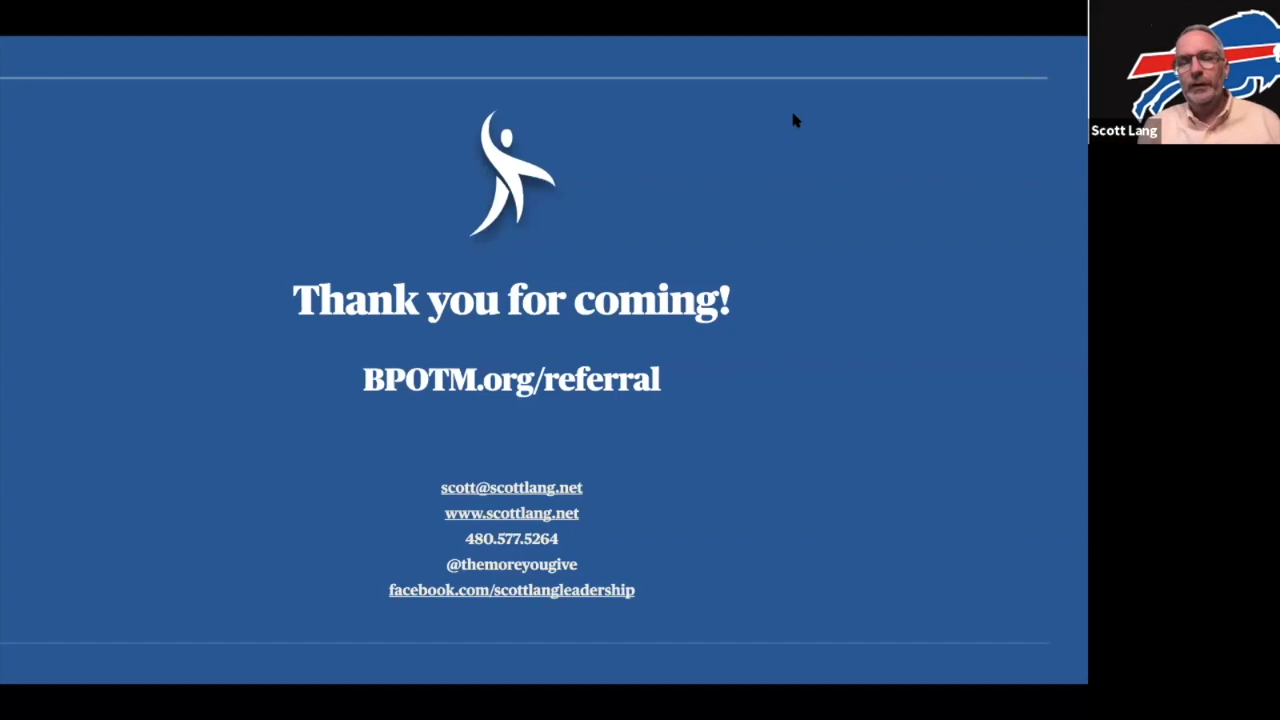 Thank you for coming!
BPOTM.org/referral
scott@scottlang.net
www.scottlang.net
480.577.5264
@themoreyougive
facebook.com/scottlangleadership
Scott Lang